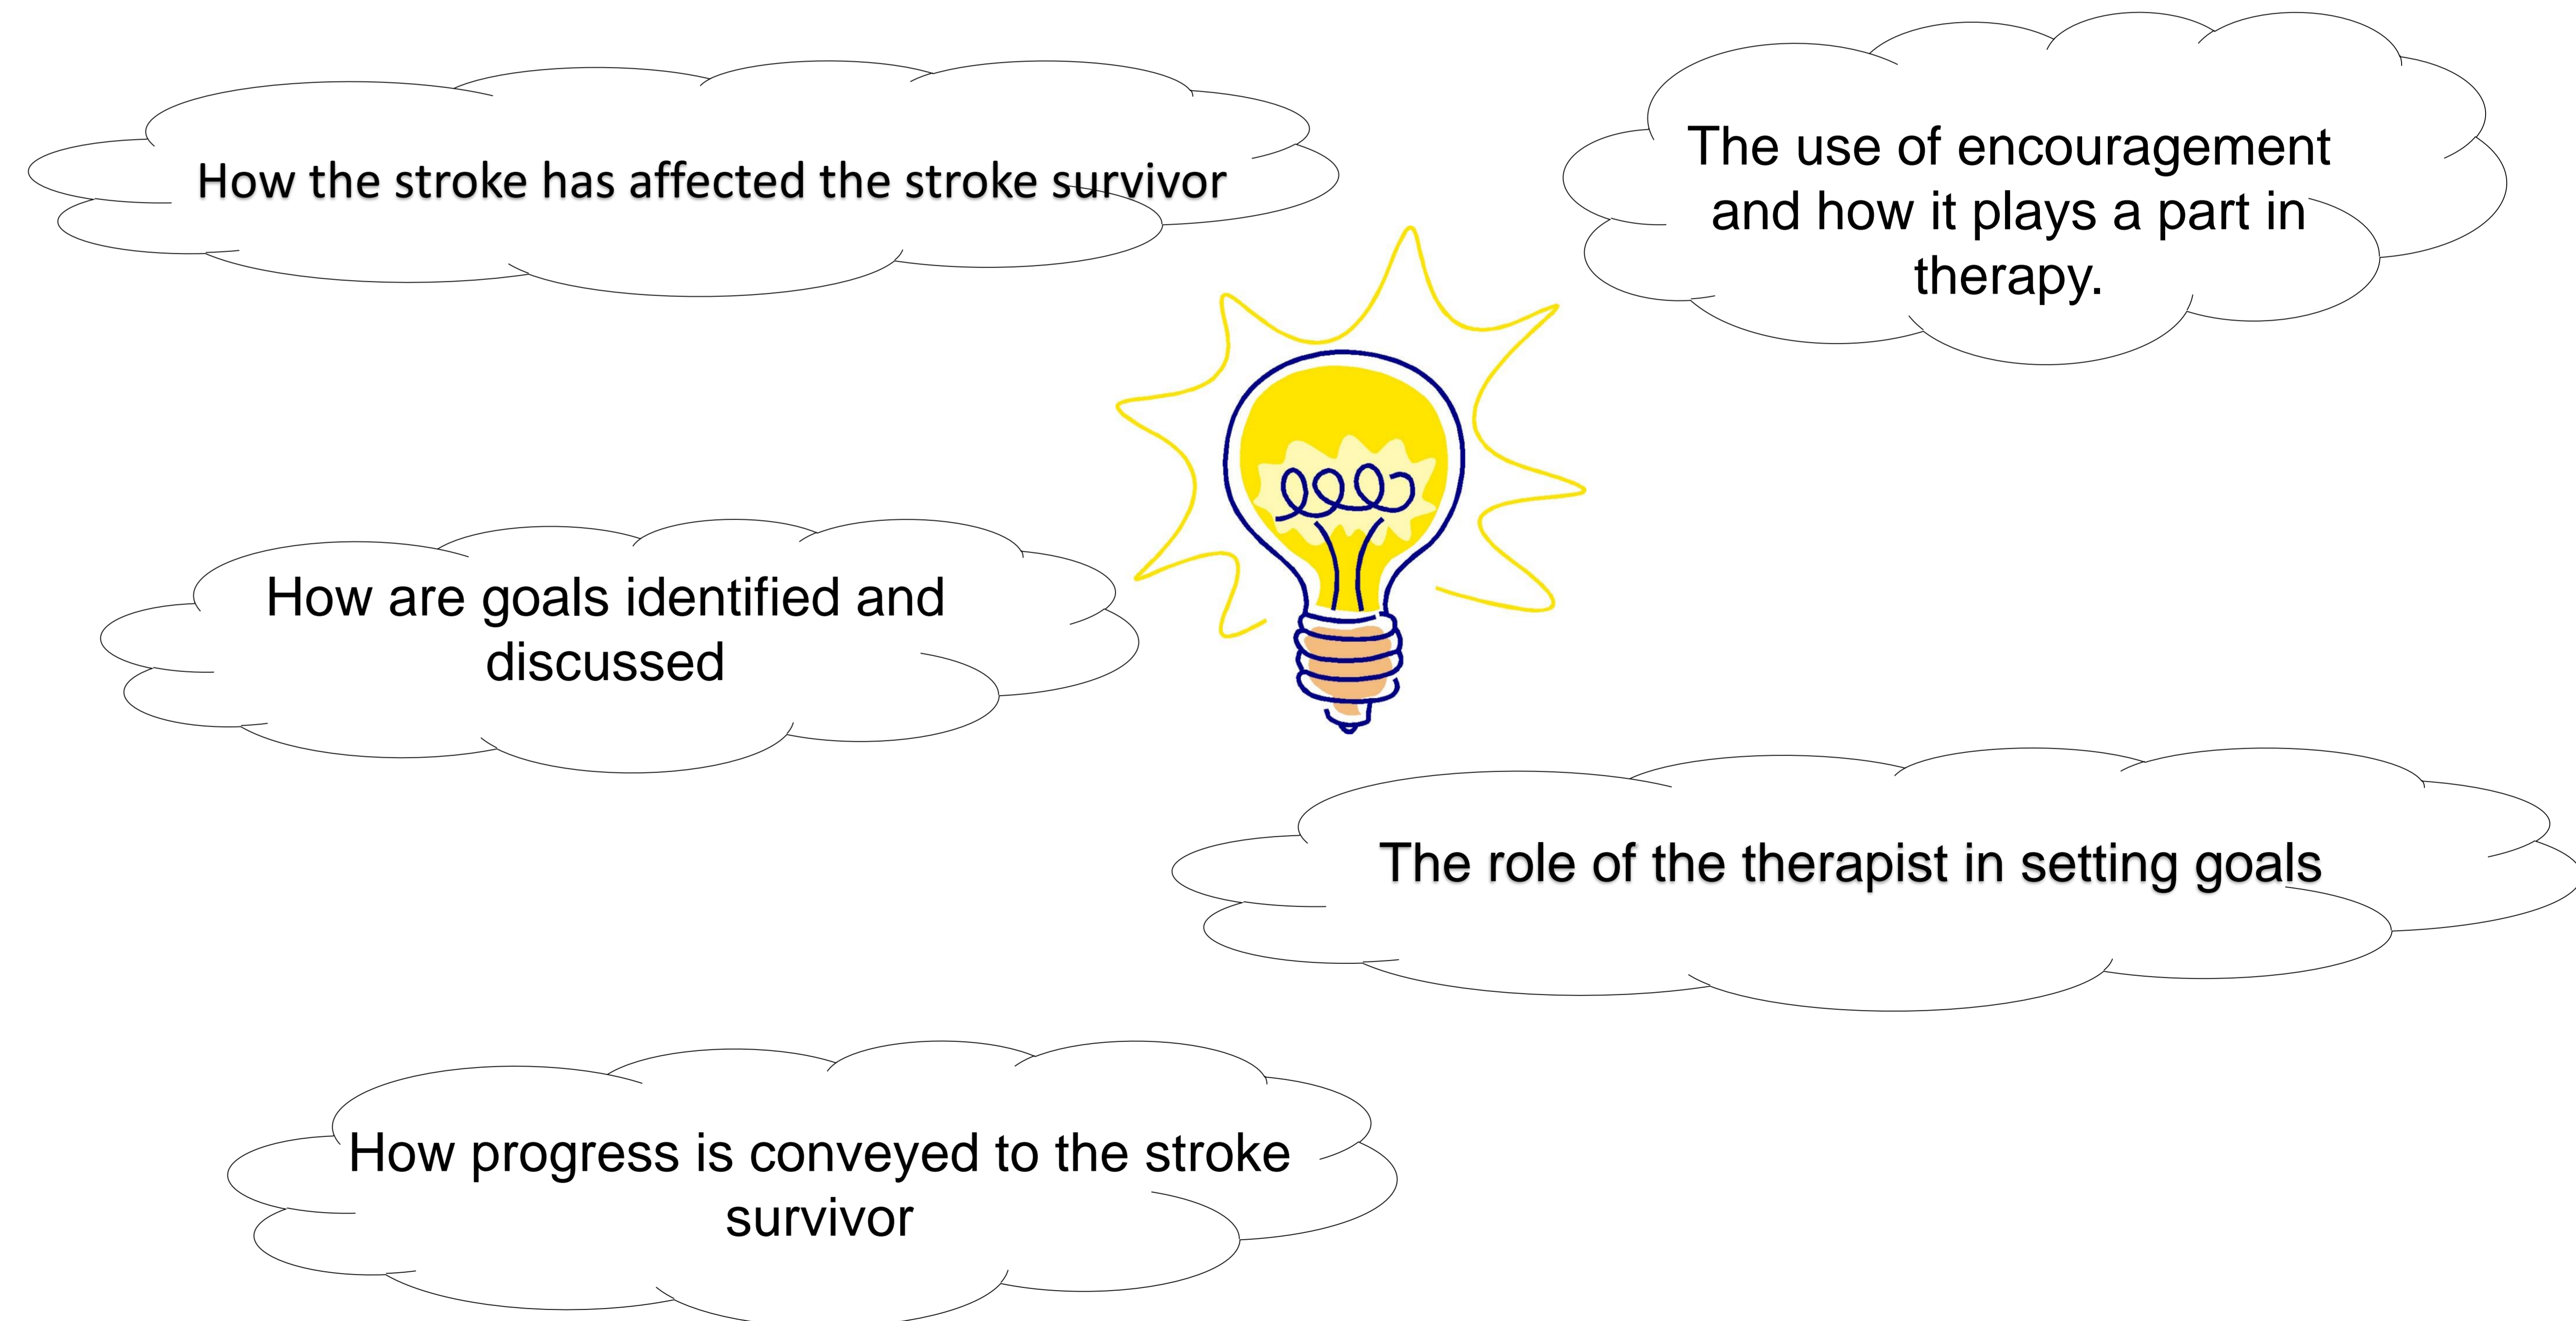 How the stroke has affected the stroke survivor
The use of encouragement
and how it plays a part in
therapy.
How are goals identified and
discussed
The role of the therapist in setting goals
How progress is conveyed to the stroke
survivor